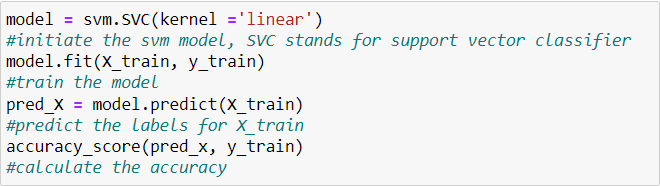 model = svm.SVC(kernel ='linear')
#initiate the svm model, SVC stands for support vector classifier
model.fit(X_train, y_train)
#train the model
pred_X = model.predict(X_train)
#predict the labels for X_train
accuracy_score(pred_x, y_train)
#calculate the accuracy